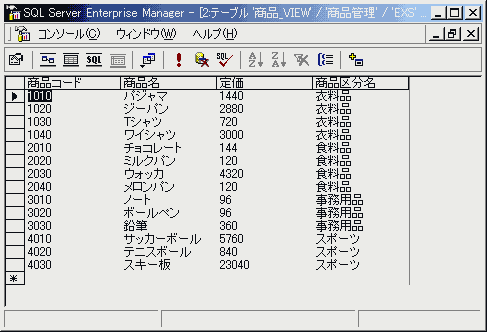 SQL Server Enterprise Manager - [2:テーブル '商品_VIEW' / '商品管理' / 'EXS' ...
コンソール(C) ウィンドウ(W) ヘルプ(H)
SQL SQL
商品コード 商品名 定価 商品区分名
1010 パジャマ 1440 衣料品
1020 ジーパン 2880 衣料品
1030 Tシャツ 720 衣料品
1040 ワイシャツ 3000 衣料品
2010 チョコレート 144 食料品
2020 ミルクパン 120 食料品
2030 ウォッカ 4320 食料品
2040 メロンパン 120 食料品
3010 ノート 96 事務用品
3020 ボールペン 96 事務用品
3030 鉛筆 360 事務用品
4010 サッカーボール 5760 スポーツ
4020 テニスボール 840 スポーツ
4030 スキー板 23040 スポーツ